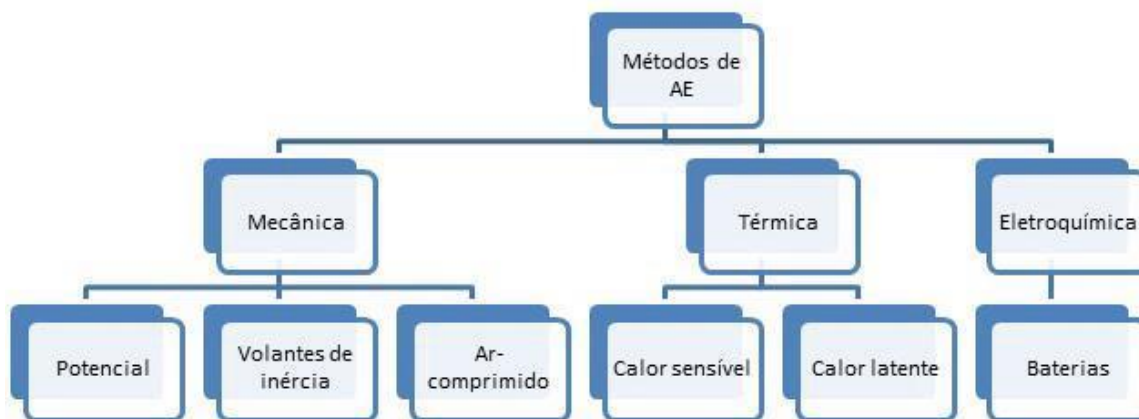 Métodos de
AE
Mecânica
Térmica
Eletroquímica
Potencial
Volantes de
inércia
Ar-
comprimido
Calor sensível
Calor latente
Baterias